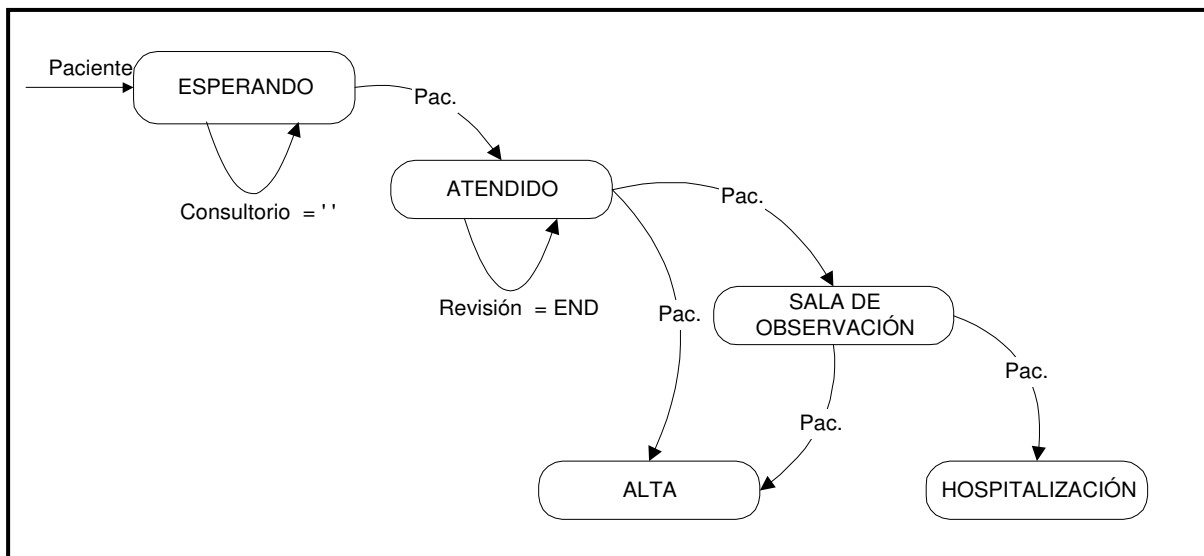 Paciente
ESPERANDO
Pac.
Consultorio = ' '
ATENDIDO
Pac.
Revisión = END
SALA DE
OBSERVACIÓN
Pac.
Pac.
Pac.
ALTA
HOSPITALIZACIÓN